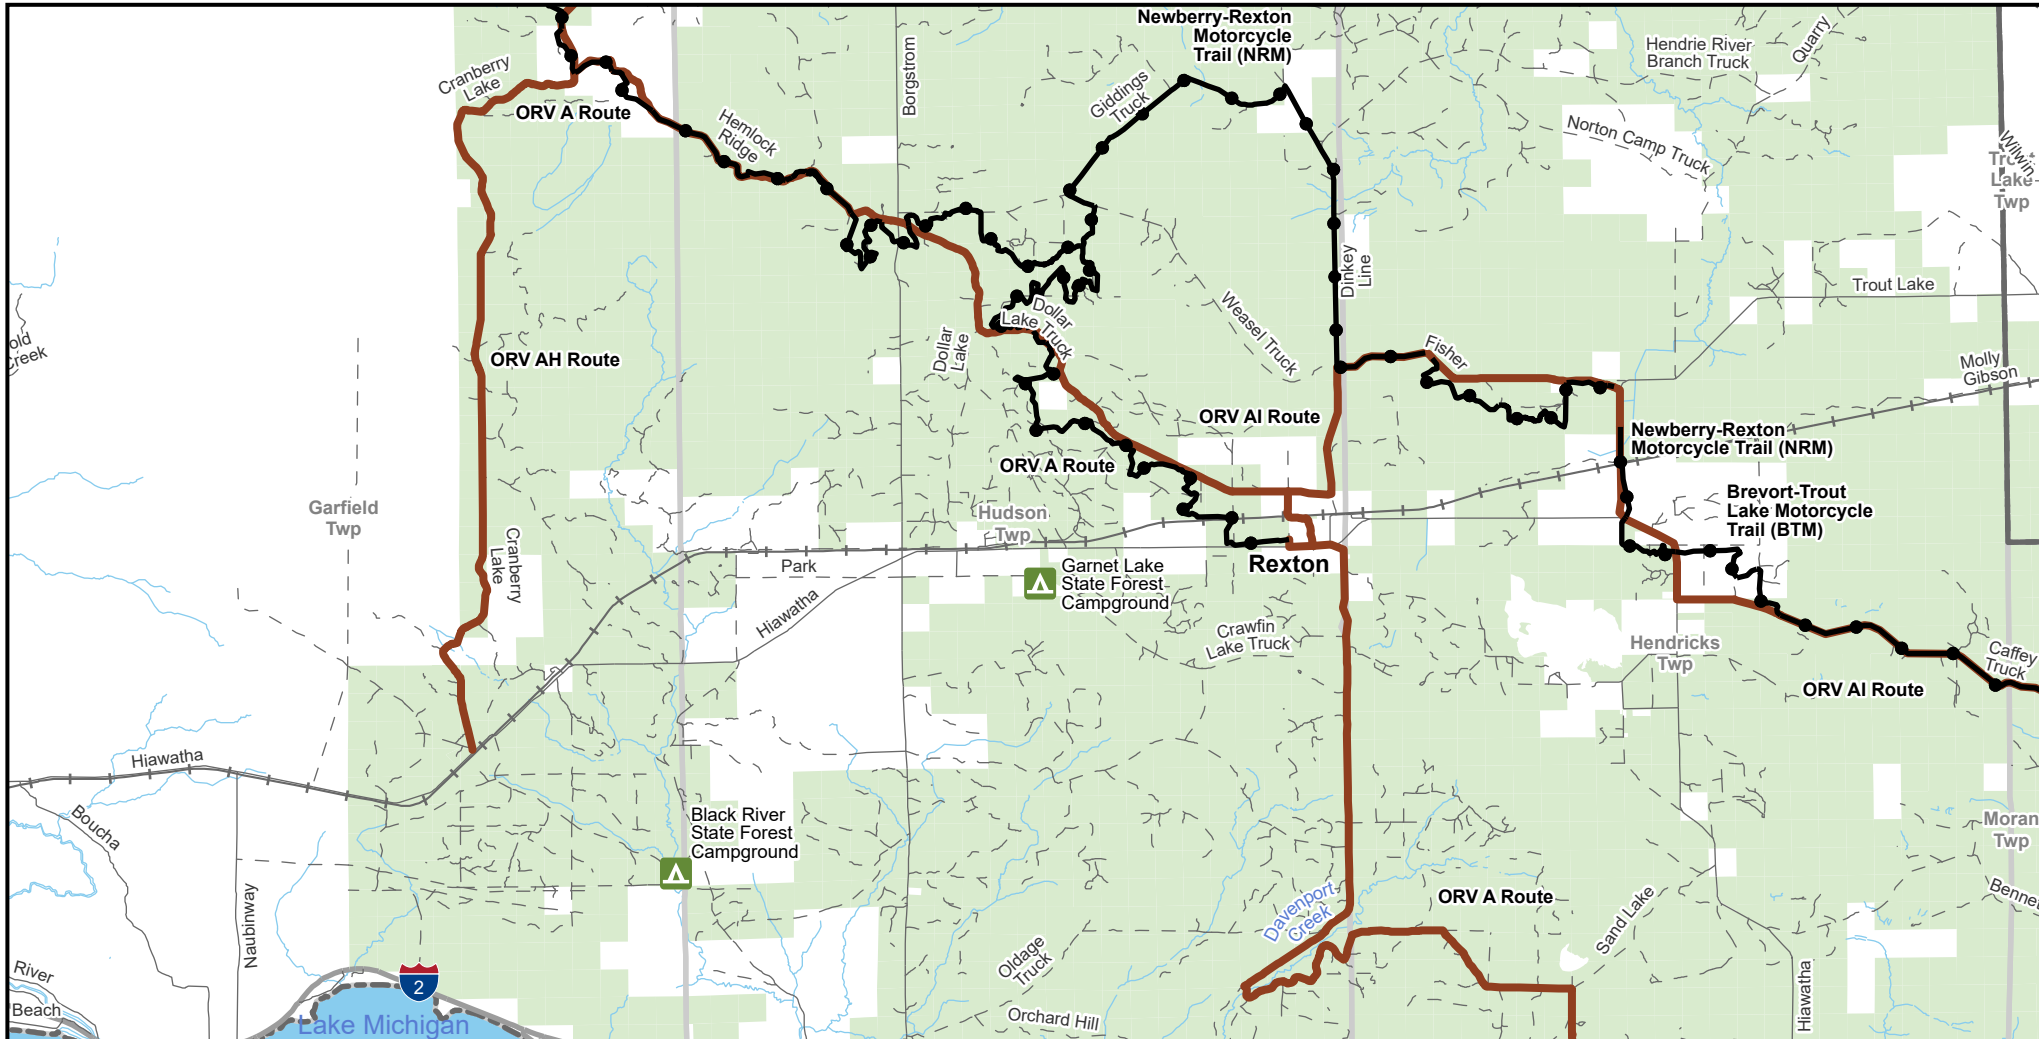 Newberry-Rexton
Motorcycle
Trail (NRM)
Cranberry
Lake
ORV A Route
Hemlock
Ridge
Borgstrom
Giddings
Truck
Hendrie River
Branch Truck
Quarry
Norton Camp Truck
Wilwin
Trout
Lake
Twp
Trout Lake
Dinkey
Line
Weasel Truck
Dollar
Lake Truck
Dollar
Lake
old
Creek
ORV AH Route
Fisher
Molly
Gibson
ORV AI Route
Newberry-Rexton
Motorcycle Trail (NRM)
ORV A Route
Brevort-Trout
Lake Motorcycle
Trail (BTM)
Garfield
Twp
Hudson
Twp
Cranberry
Lake
Park
Rexton
Garnet Lake
State Forest
Campground
Hiawatha
Crawfin
Lake Truck
Hendricks
Twp
Caffey
Truck
ORV AI Route
Hiawatha
Boucha
Black River
State Forest
Campground
Moran
Twp
Naubinway
ORV A Route
Davenport
Creek
Sand Lake
Bennet
Oldage
Truck
Orchard Hill
Hiawatha
River
Beach
2
Lake Michigan